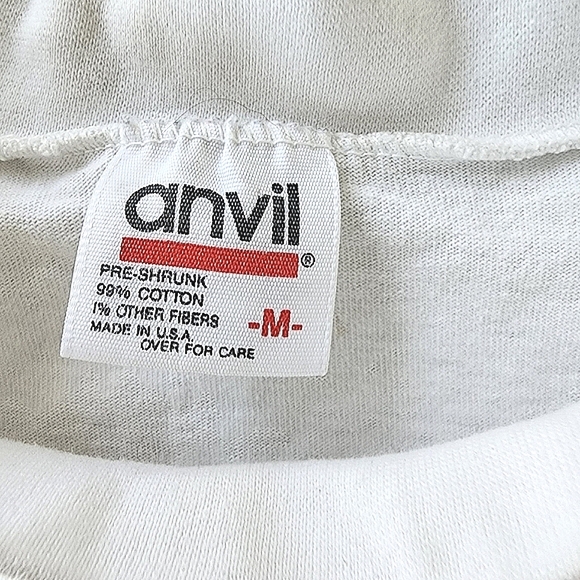 anvil®
PRE-SHRUNK
99% COTTON
1% OTHER FIBERS
-M-
MADE IN U.S.A.
OVER FOR CARE